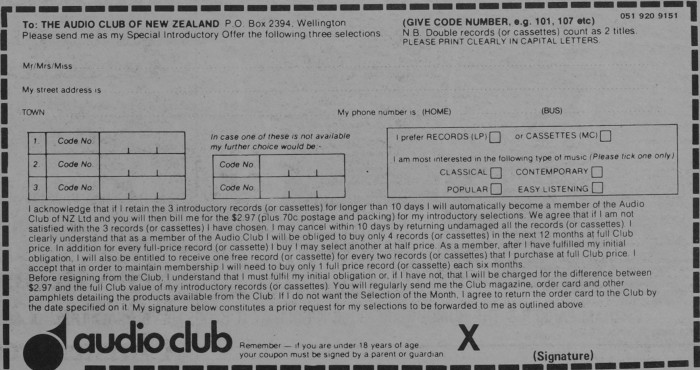 To: THE AUDIO CLUB OF NEW ZEALAND P.O. Box 2394, Wellington
Please send me as my Special Introductory Offer the following three selections
(GIVE CODE NUMBER, e.g. 101, 107 etc)
N.B. Double records (or cassettes) count as 2 titles.
PLEASE PRINT CLEARLY IN CAPITAL LETTERS.
051 920 9151
Mr/Mrs/Miss
My street address is
TOWN
My phone number is (HOME)
(BUS)
1. Code No.
2. Code No.
3. Code No.
In case one of these is not available
my further choice would be:-
Code No.
Code No.
I prefer RECORDS (LP) or CASSETTES (MC)
I am most interested in the following type of music (Please tick one only)
CLASSICAL CONTEMPORARY
POPULAR EASY LISTENING
I acknowledge that if I retain the 3 introductory records (or cassettes) for longer than 10 days I will automatically become a member of the Audio
Club of NZ Ltd and you will then bill me for the $2.97 (plus 70c postage and packing) for my introductory selections. We agree that if I am not
satisfied with the 3 records (or cassettes) I have chosen, I may cancel within 10 days by returning undamaged all the records (or cassettes). I
clearly understand that as a member of the Audio Club I will be obliged to buy only 4 records (or cassettes) in the next 12 months at full Club
price. In addition for every full-price record (or cassette) I buy I may select another at half price. As a member, after I have fulfilled my initial
obligation, I will also be entitled to receive one free record (or cassette) for every two records (or cassettes) that I purchase at full Club price. I
accept that in order to maintain membership I will need to buy only 1 full price record (or cassette) each six months.
Before resigning from the Club, I understand that I must fulfil my initial obligation or, if I have not, that I will be charged for the difference between
$2.97 and the full Club value of my introductory records (or cassettes). You will regularly send me the Club magazine, order card and other
pamphlets detailing the products available from the Club. If I do not want the Selection of the Month, I agree to return the order card to the Club by
the date specified on it. My signature below constitutes a prior request for my selections to be forwarded to me as outlined above.
audio club
Remember — if you are under 18 years of age
your coupon must be signed by a parent or guardian.
X
(Signature)